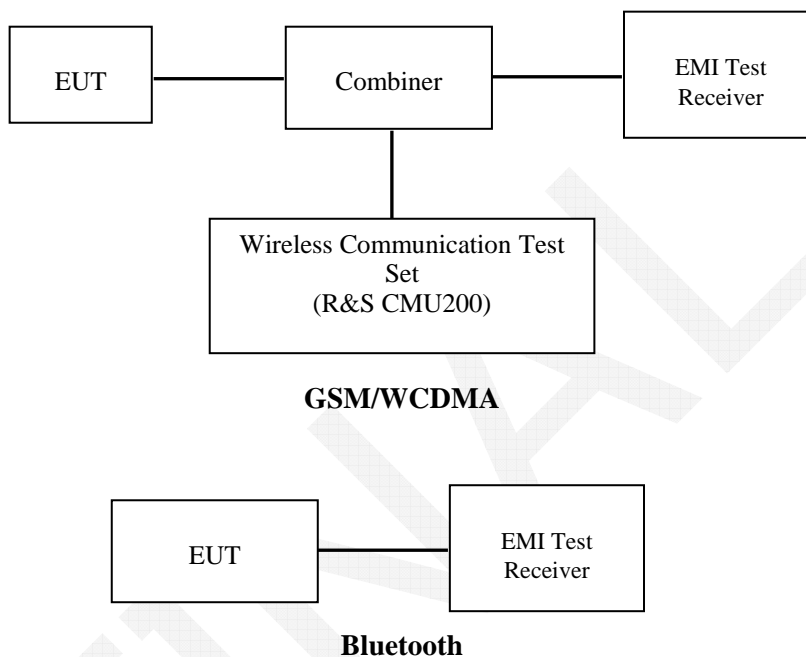 EUT
Combiner
EMI Test
Receiver
Wireless Communication Test
Set
(R&S CMU200)
GSM/WCDMA
EUT
EMI Test
Receiver
Bluetooth